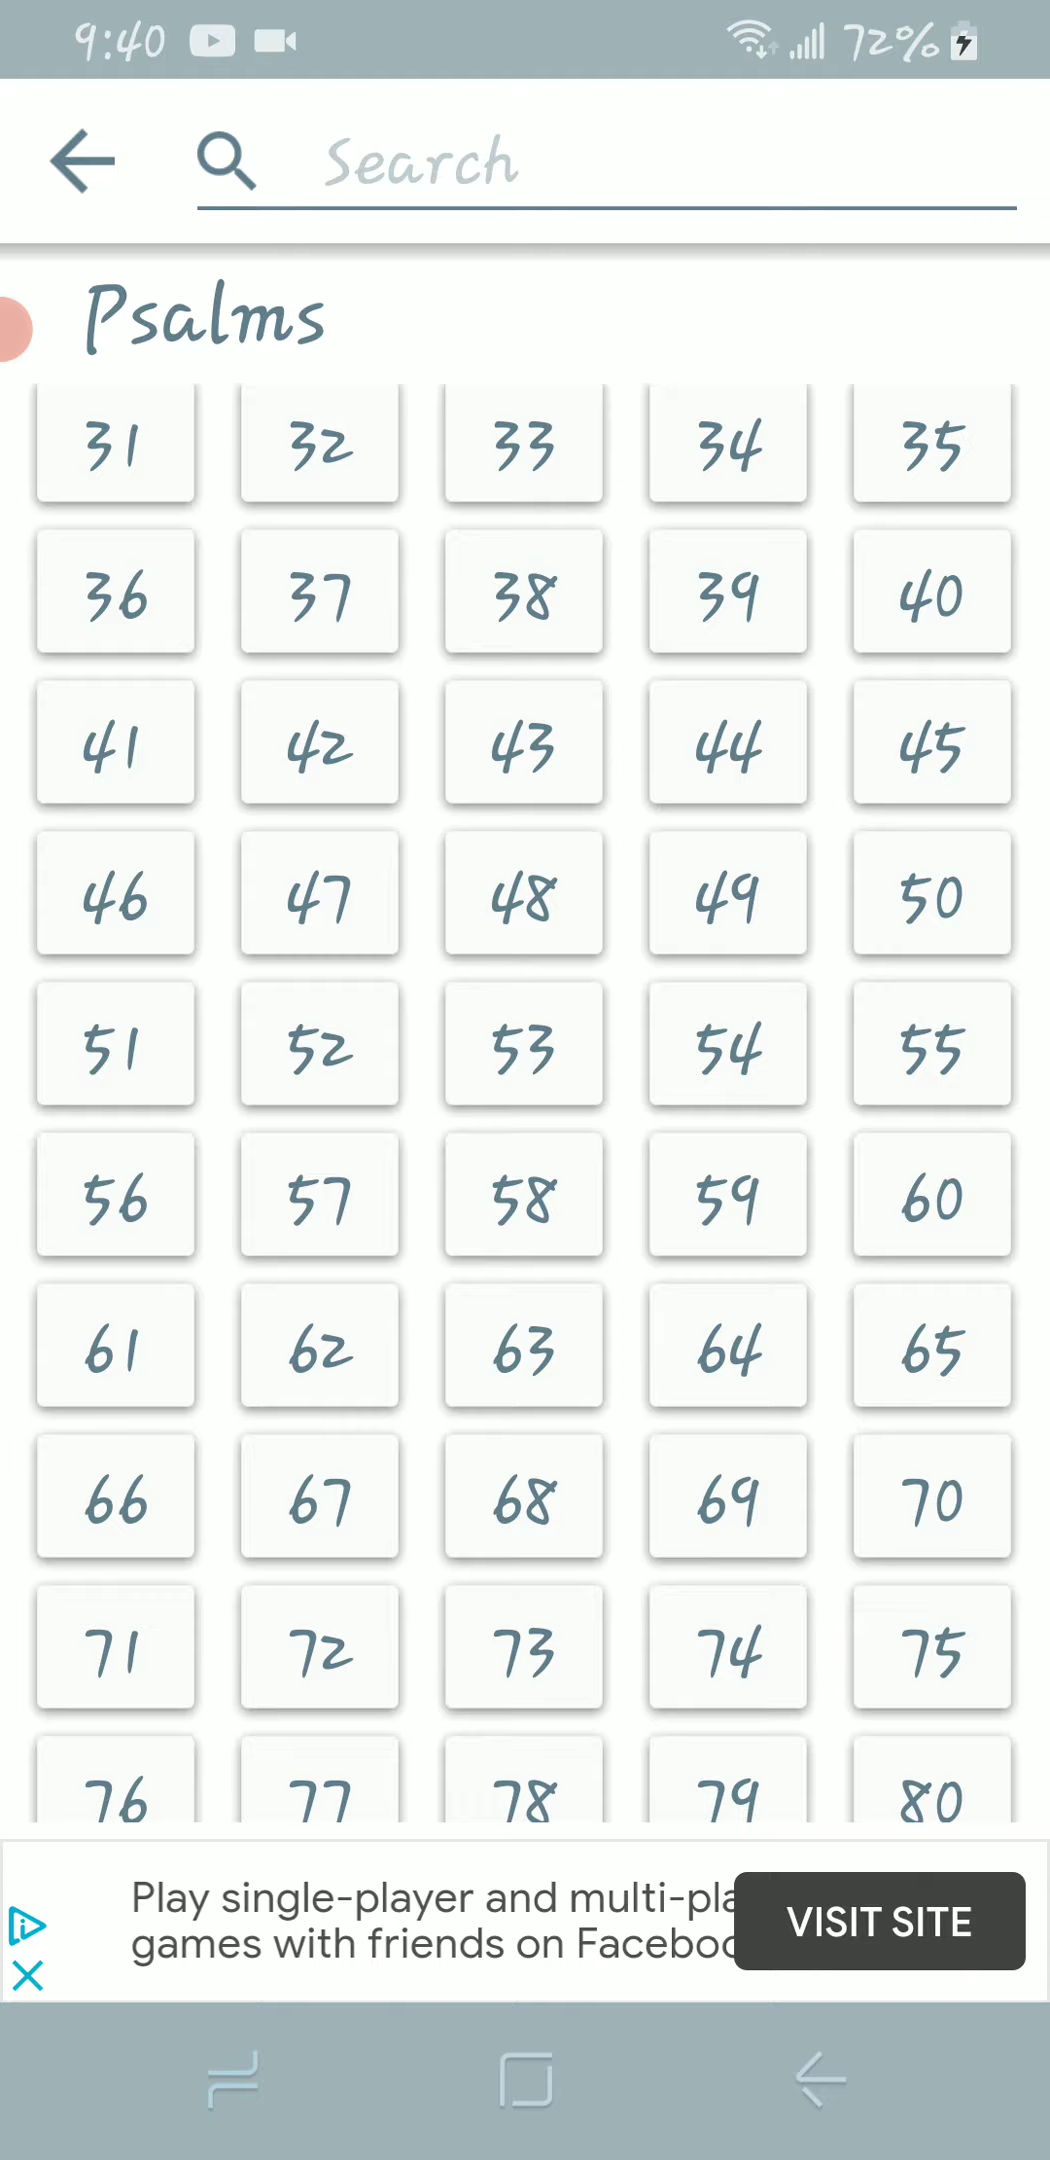 9:40 72%
Search
Psalms
31 32 33 34 35
36 37 38 39 40
41 42 43 44 45
46 47 48 49 50
51 52 53 54 55
56 57 58 59 60
61 62 63 64 65
66 67 68 69 70
71 72 73 74 75
76 77 78 79 80
Play single-player and multi-pla
games with friends on Faceboo
VISIT SITE